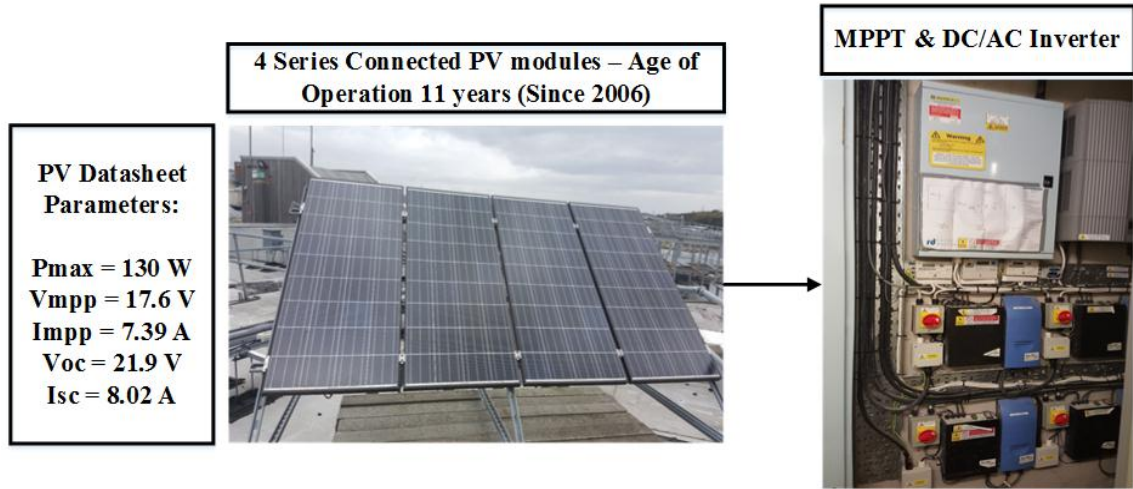 MPPT & DC/AC Inverter
4 Series Connected PV modules – Age of
Operation 11 years (Since 2006)
PV Datasheet
Parameters:
Pmax = 130 W
Vmpp = 17.6 V
Impp = 7.39 A
Voc = 21.9 V
Isc = 8.02 A
Warning
rd